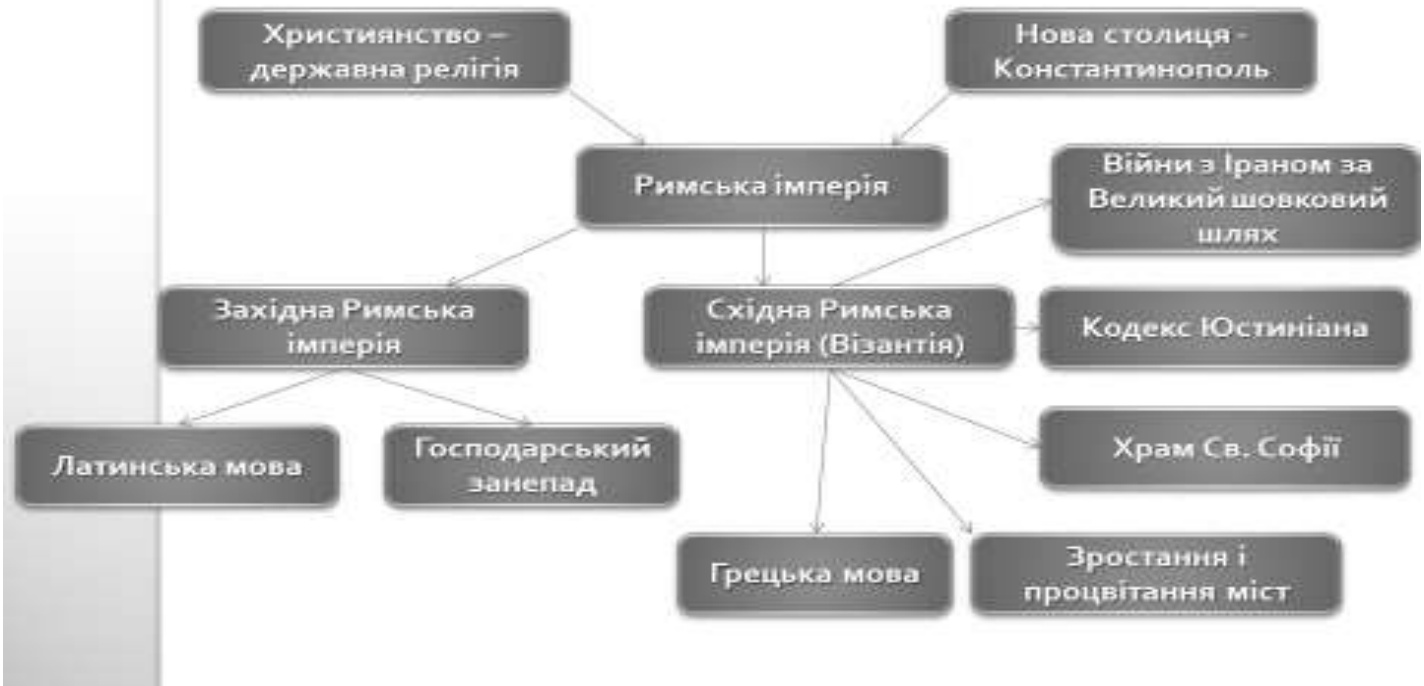 Християнство –
державна релігія
Нова столиця -
Константинополь
Римська імперія
Війни з Іраном за
Великий шовковий
шлях
Західна Римська
імперія
Східна Римська
імперія (Візантія)
Кодекс Юстиніана
Латинська мова
Господарський
занепад
Храм Св. Софії
Грецька мова
Зростання і
процвітання міст